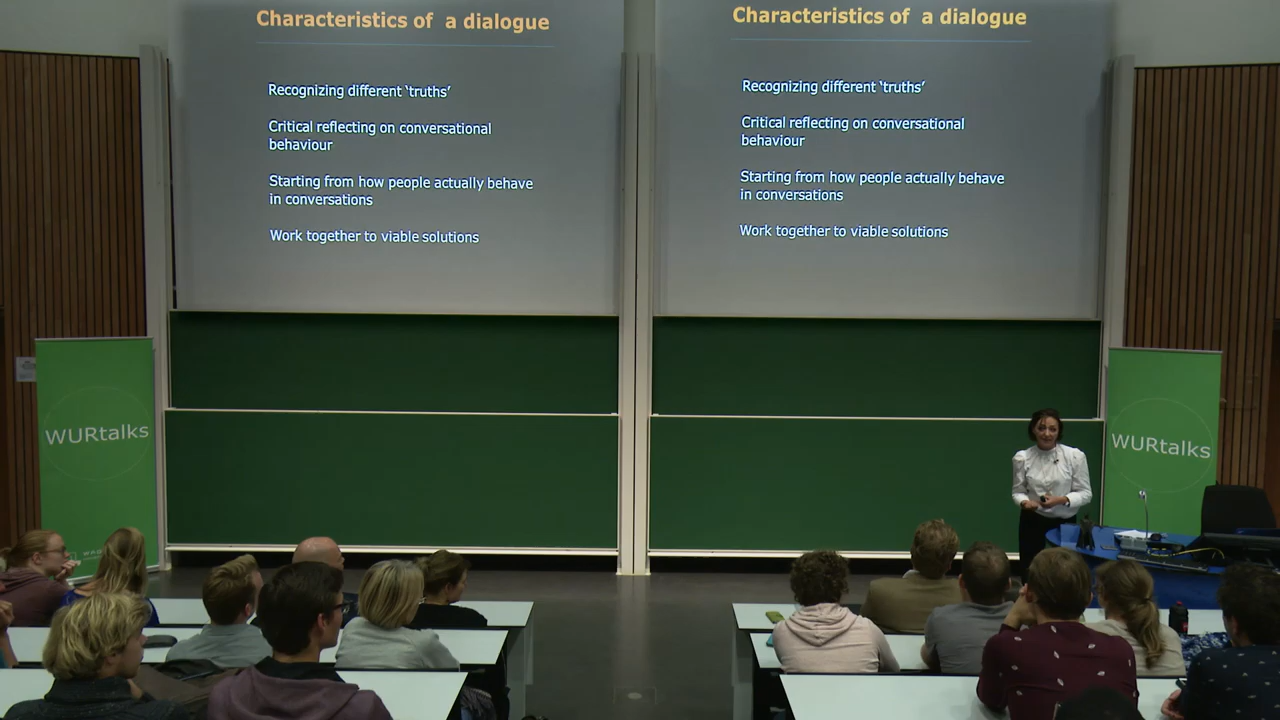 Characteristics of a dialogue
Recognizing different ‘truths’
Critical reflecting on conversational
behaviour
Starting from how people actually behave
in conversations
Work together to viable solutions
Characteristics of a dialogue
Recognizing different ‘truths’
Critical reflecting on conversational
behaviour
Starting from how people actually behave
in conversations
Work together to viable solutions
WURtalks
WURtalks